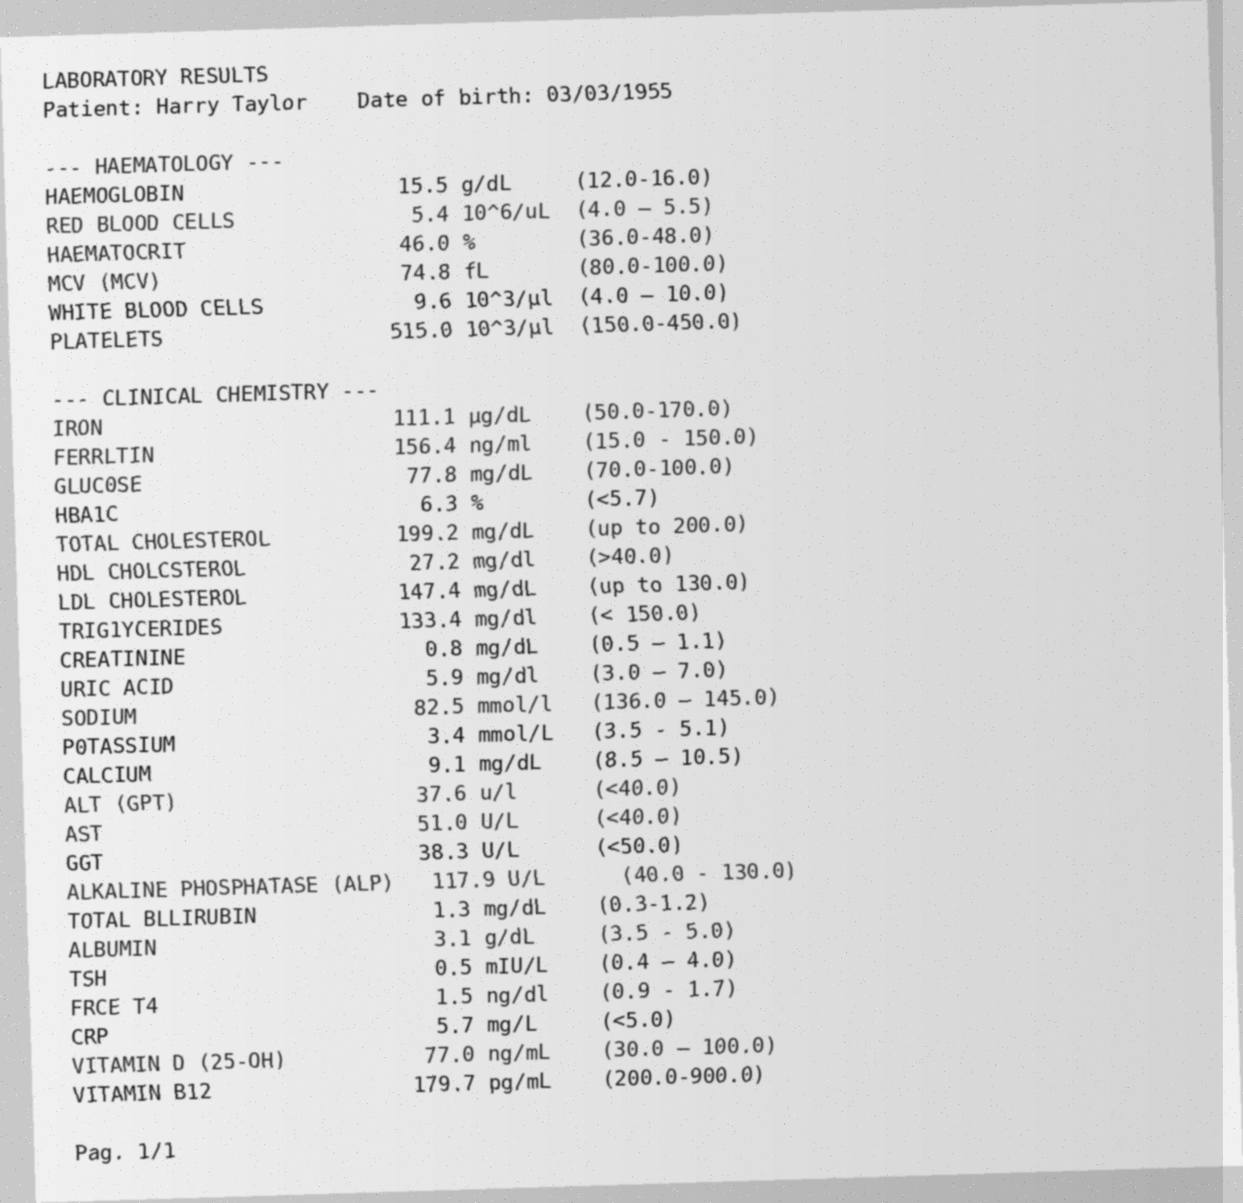 LABORATORY RESULTS
Patient: Harry Taylor    Date of birth: 03/03/1955

--- HAEMATOLOGY ---
HAEMOGLOBIN 15.5 g/dL (12.0-16.0)
RED BLOOD CELLS 5.4 10^6/uL (4.0 – 5.5)
HAEMATOCRIT 46.0 % (36.0-48.0)
MCV (MCV) 74.8 fL (80.0-100.0)
WHITE BLOOD CELLS 9.6 10^3/µl (4.0 – 10.0)
PLATELETS 515.0 10^3/µl (150.0-450.0)

--- CLINICAL CHEMISTRY ---
IRON 111.1 µg/dL (50.0-170.0)
FERRLTIN 156.4 ng/ml (15.0 - 150.0)
GLUC0SE 77.8 mg/dL (70.0-100.0)
HBA1C 6.3 % (<5.7)
TOTAL CHOLESTEROL 199.2 mg/dL (up to 200.0)
HDL CHOLCSTEROL 27.2 mg/dl (>40.0)
LDL CHOLESTEROL 147.4 mg/dL (up to 130.0)
TRIG1YCERIDES 133.4 mg/dl (< 150.0)
CREATININE 0.8 mg/dL (0.5 – 1.1)
URIC ACID 5.9 mg/dl (3.0 – 7.0)
SODIUM 82.5 mmol/l (136.0 – 145.0)
P0TASSIUM 3.4 mmol/L (3.5 - 5.1)
CALCIUM 9.1 mg/dL (8.5 – 10.5)
ALT (GPT) 37.6 u/l (<40.0)
AST 51.0 U/L (<40.0)
GGT 38.3 U/L (<50.0)
ALKALINE PHOSPHATASE (ALP) 117.9 U/L (40.0 - 130.0)
TOTAL BLLIRUBIN 1.3 mg/dL (0.3-1.2)
ALBUMIN 3.1 g/dL (3.5 - 5.0)
TSH 0.5 mIU/L (0.4 – 4.0)
FRCE T4 1.5 ng/dl (0.9 - 1.7)
CRP 5.7 mg/L (<5.0)
VITAMIN D (25-OH) 77.0 ng/mL (30.0 – 100.0)
VITAMIN B12 179.7 pg/mL (200.0-900.0)

Pag. 1/1